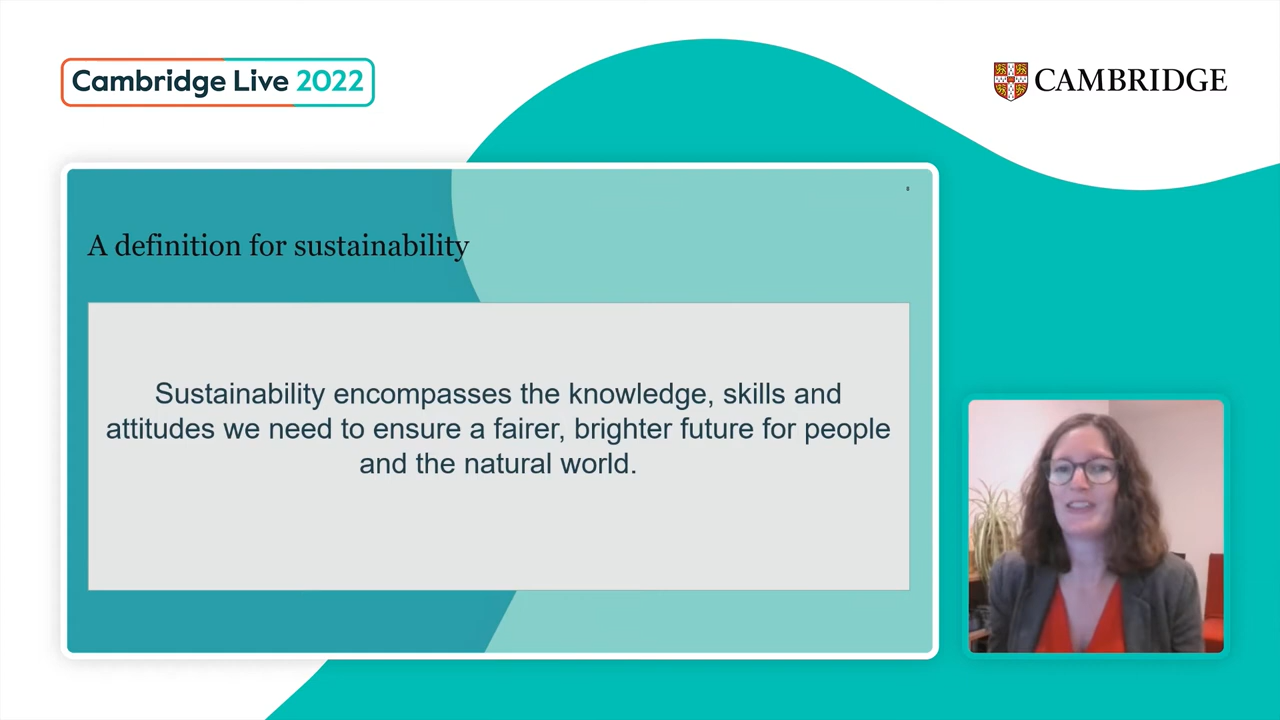 Cambridge Live 2022
CAMBRIDGE
A definition for sustainability
Sustainability encompasses the knowledge, skills and
attitudes we need to ensure a fairer, brighter future for people
and the natural world.